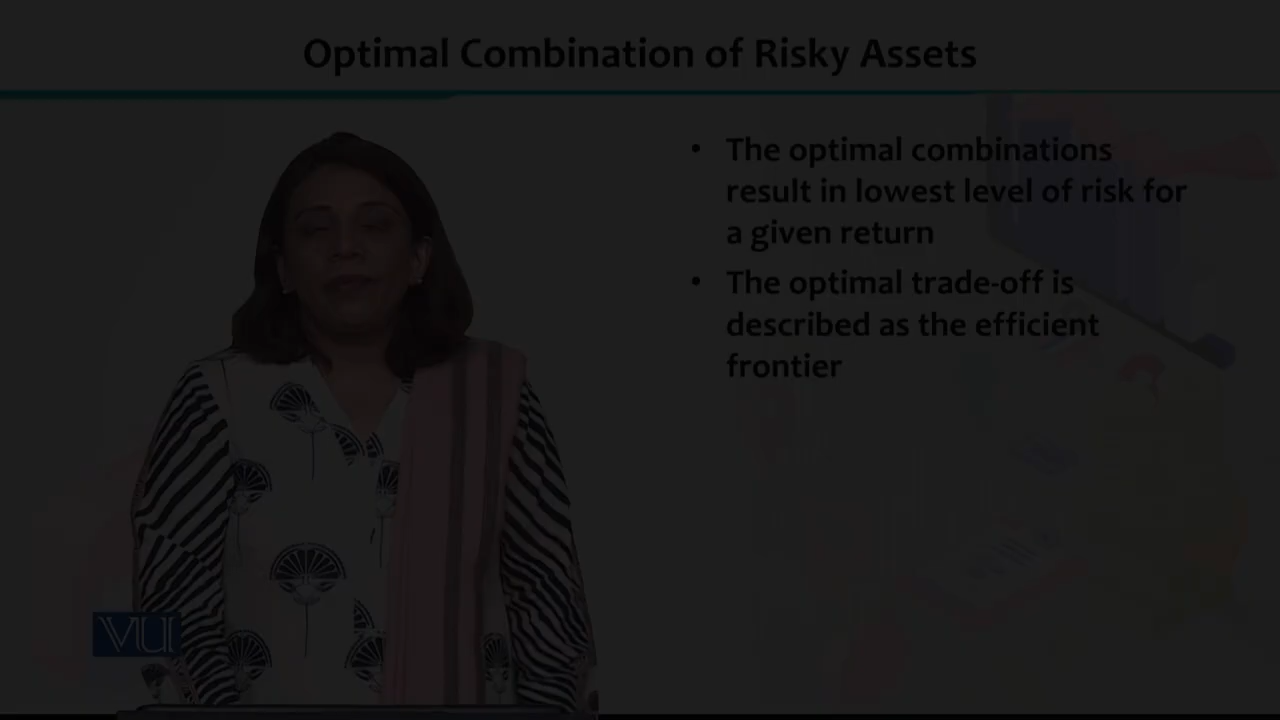 Optimal Combination of Risky Assets
• The optimal combinations
result in lowest level of risk for
a given return
• The optimal trade-off is
described as the efficient
frontier
VU